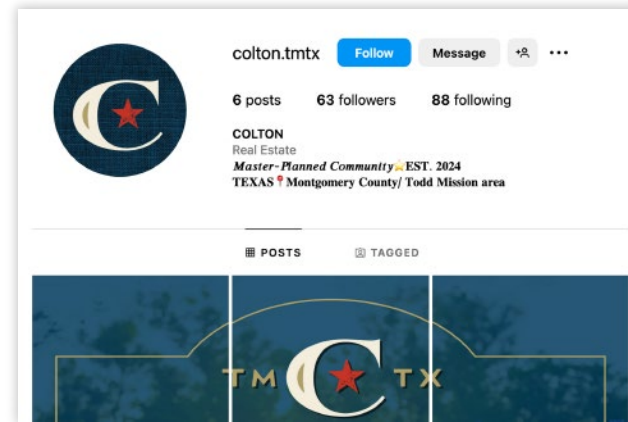 colton.tmtx Follow Message
6 posts 63 followers 88 following
COLTON
Real Estate
Master-Planned Community⭐EST. 2024
TEXAS📍Montgomery County/ Todd Mission area
POSTS TAGGED
TM C TX